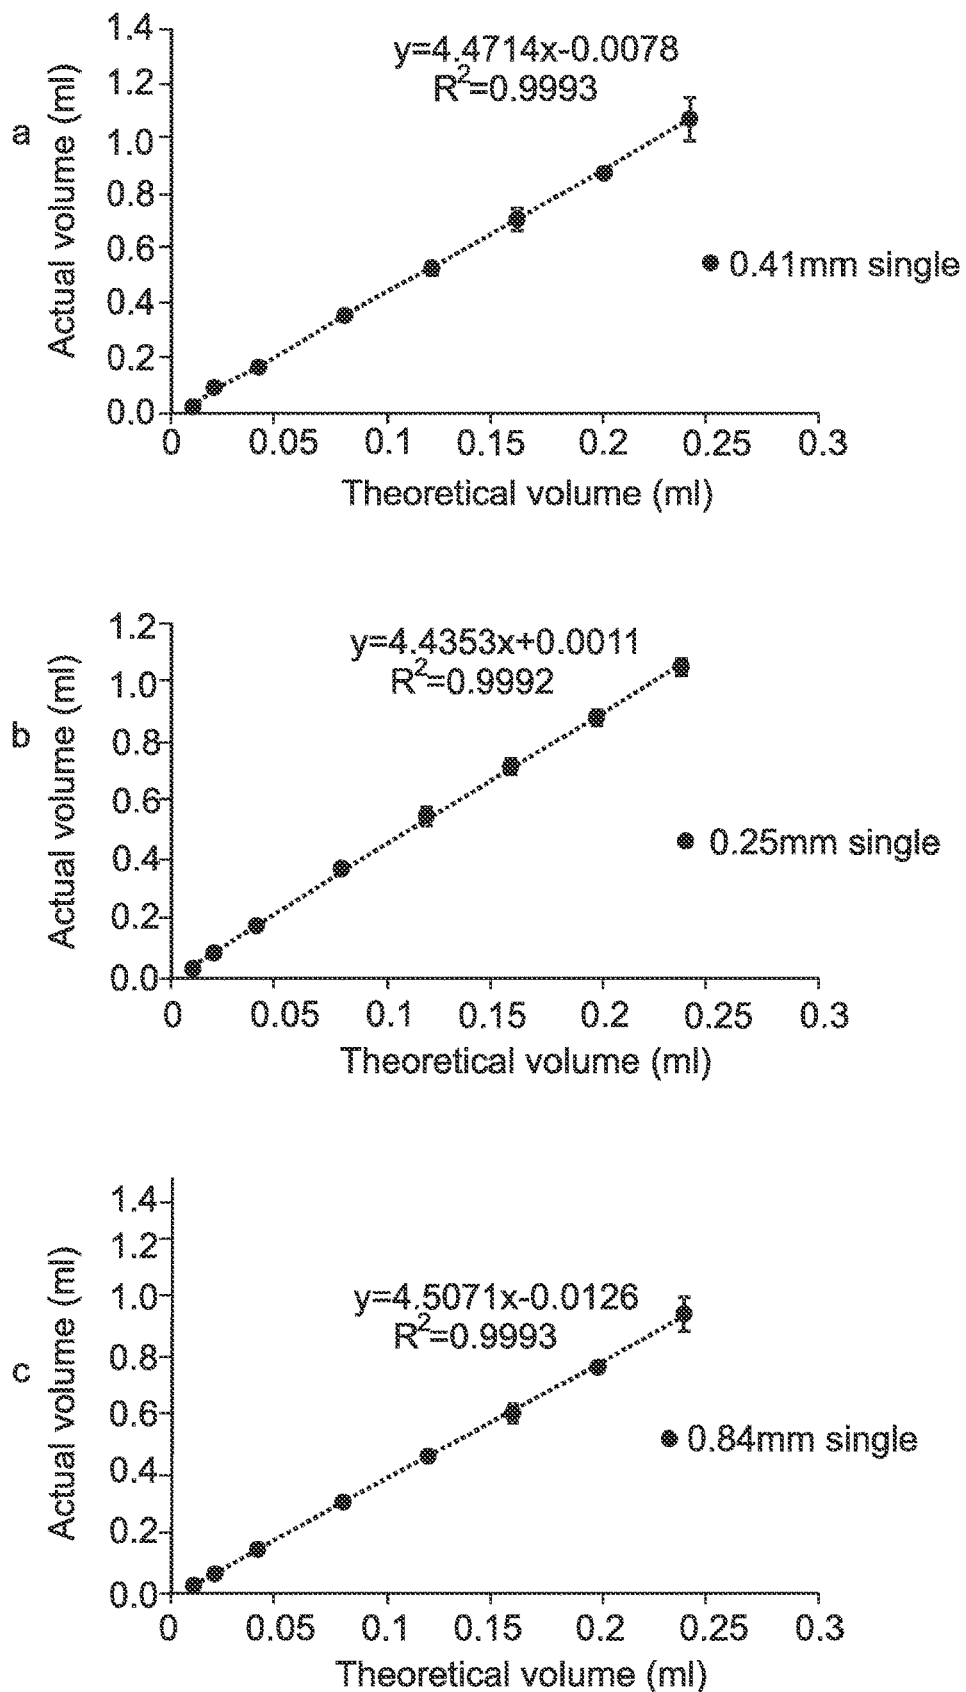 a
Actual volume (ml)
1.4
1.2
1.0
0.8
0.6
0.4
0.2
0.0
y=4.4714x-0.0078
R²=0.9993
0.41mm single
0 0.05 0.1 0.15 0.2 0.25 0.3
Theoretical volume (ml)
b
Actual volume (ml)
1.2
1.0
0.8
0.6
0.4
0.2
0.0
y=4.4353x+0.0011
R²=0.9992
0.25mm single
0 0.05 0.1 0.15 0.2 0.25 0.3
Theoretical volume (ml)
c
Actual volume (ml)
1.4
1.2
1.0
0.8
0.6
0.4
0.2
0.0
y=4.5071x-0.0126
R²=0.9993
0.84mm single
0 0.05 0.1 0.15 0.2 0.25 0.3
Theoretical volume (ml)